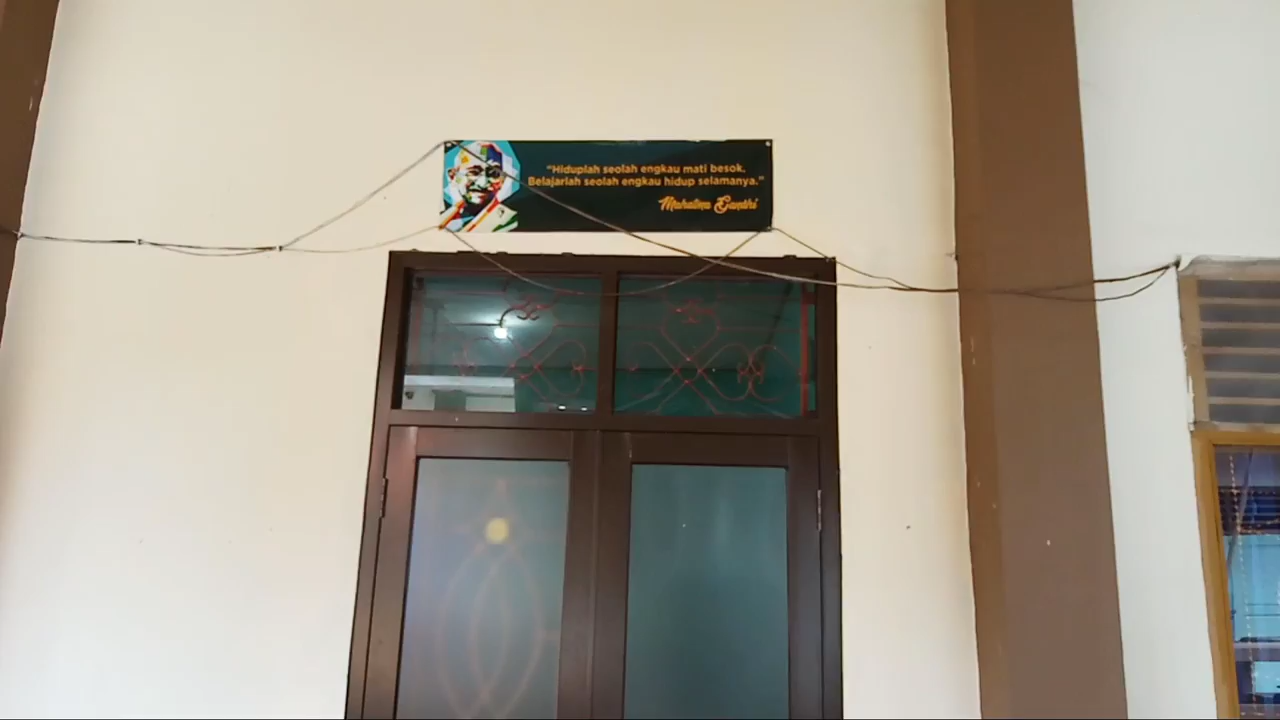 "Hiduplah seolah engkau mati besok,
Belajarlah seolah engkau hidup selamanya."
Mahatma Gandhi